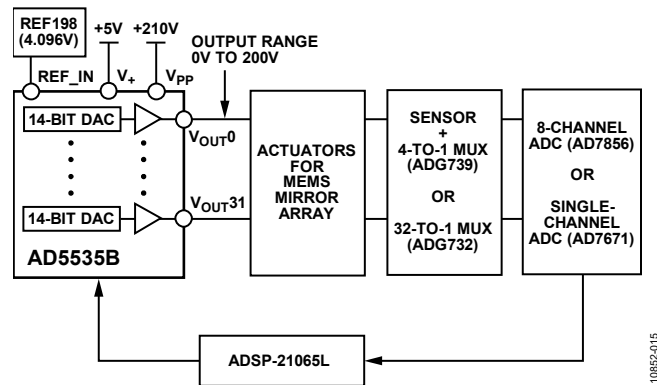 REF198
(4.096V)
+5V
+210V
OUTPUT RANGE
0V TO 200V
REF_IN
V+
VPP
14-BIT DAC
VOUT0
14-BIT DAC
VOUT31
AD5535B
ACTUATORS
FOR
MEMS
MIRROR
ARRAY
SENSOR
+
4-TO-1 MUX
(ADG739)
OR
32-TO-1 MUX
(ADG732)
8-CHANNEL
ADC (AD7856)
OR
SINGLE-
CHANNEL
ADC (AD7671)
ADSP-21065L
10852-015